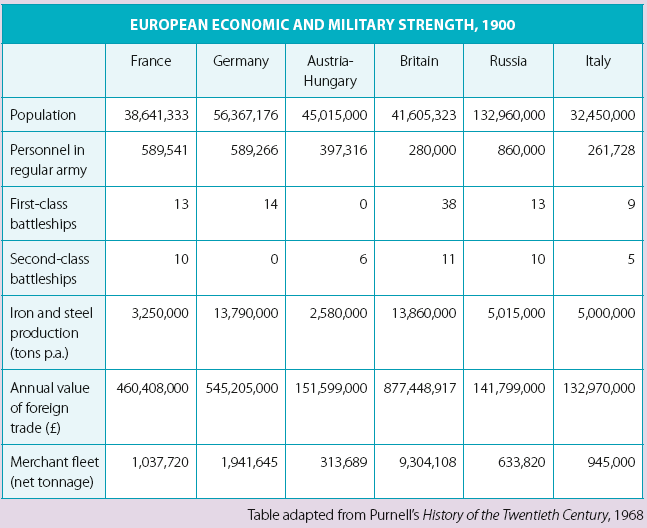 EUROPEAN ECONOMIC AND MILITARY STRENGTH, 1900
France Germany Austria- Britain Russia Italy
Hungary
Population 38,641,333 56,367,176 45,015,000 41,605,323 132,960,000 32,450,000
Personnel in 589,541 589,266 397,316 280,000 860,000 261,728
regular army
First-class 13 14 0 38 13 9
battleships
Second-class 10 0 6 11 10 5
battleships
Iron and steel 3,250,000 13,790,000 2,580,000 13,860,000 5,015,000 5,000,000
production
(tons p.a.)
Annual value 460,408,000 545,205,000 151,599,000 877,448,917 141,799,000 132,970,000
of foreign
trade (£)
Merchant fleet 1,037,720 1,941,645 313,689 9,304,108 633,820 945,000
(net tonnage)
Table adapted from Purnell's History of the Twentieth Century, 1968